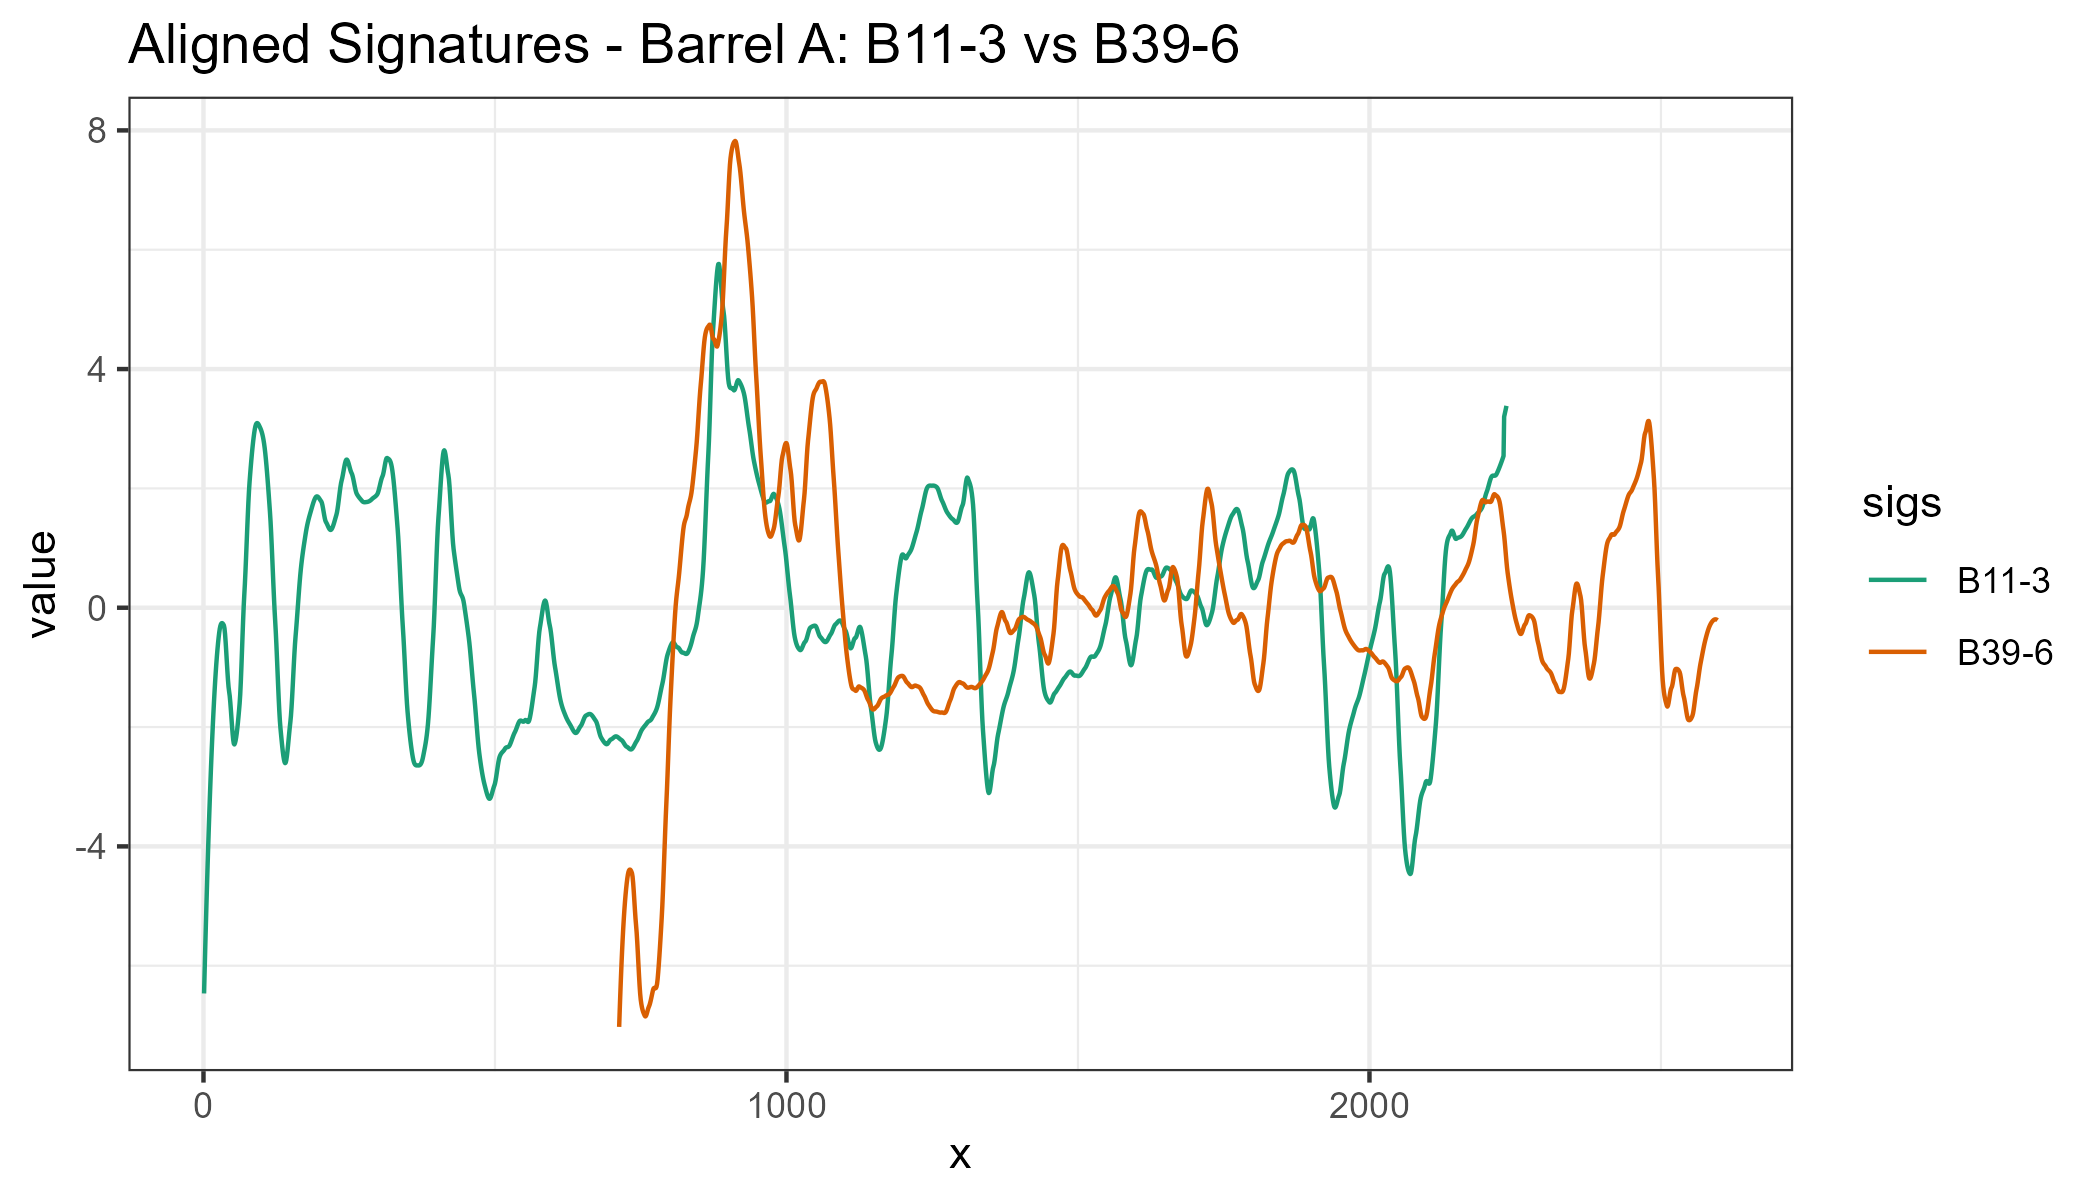 Aligned Signatures - Barrel A: B11-3 vs B39-6
8
4
0
-4
value
0 1000 2000
x
sigs
B11-3
B39-6